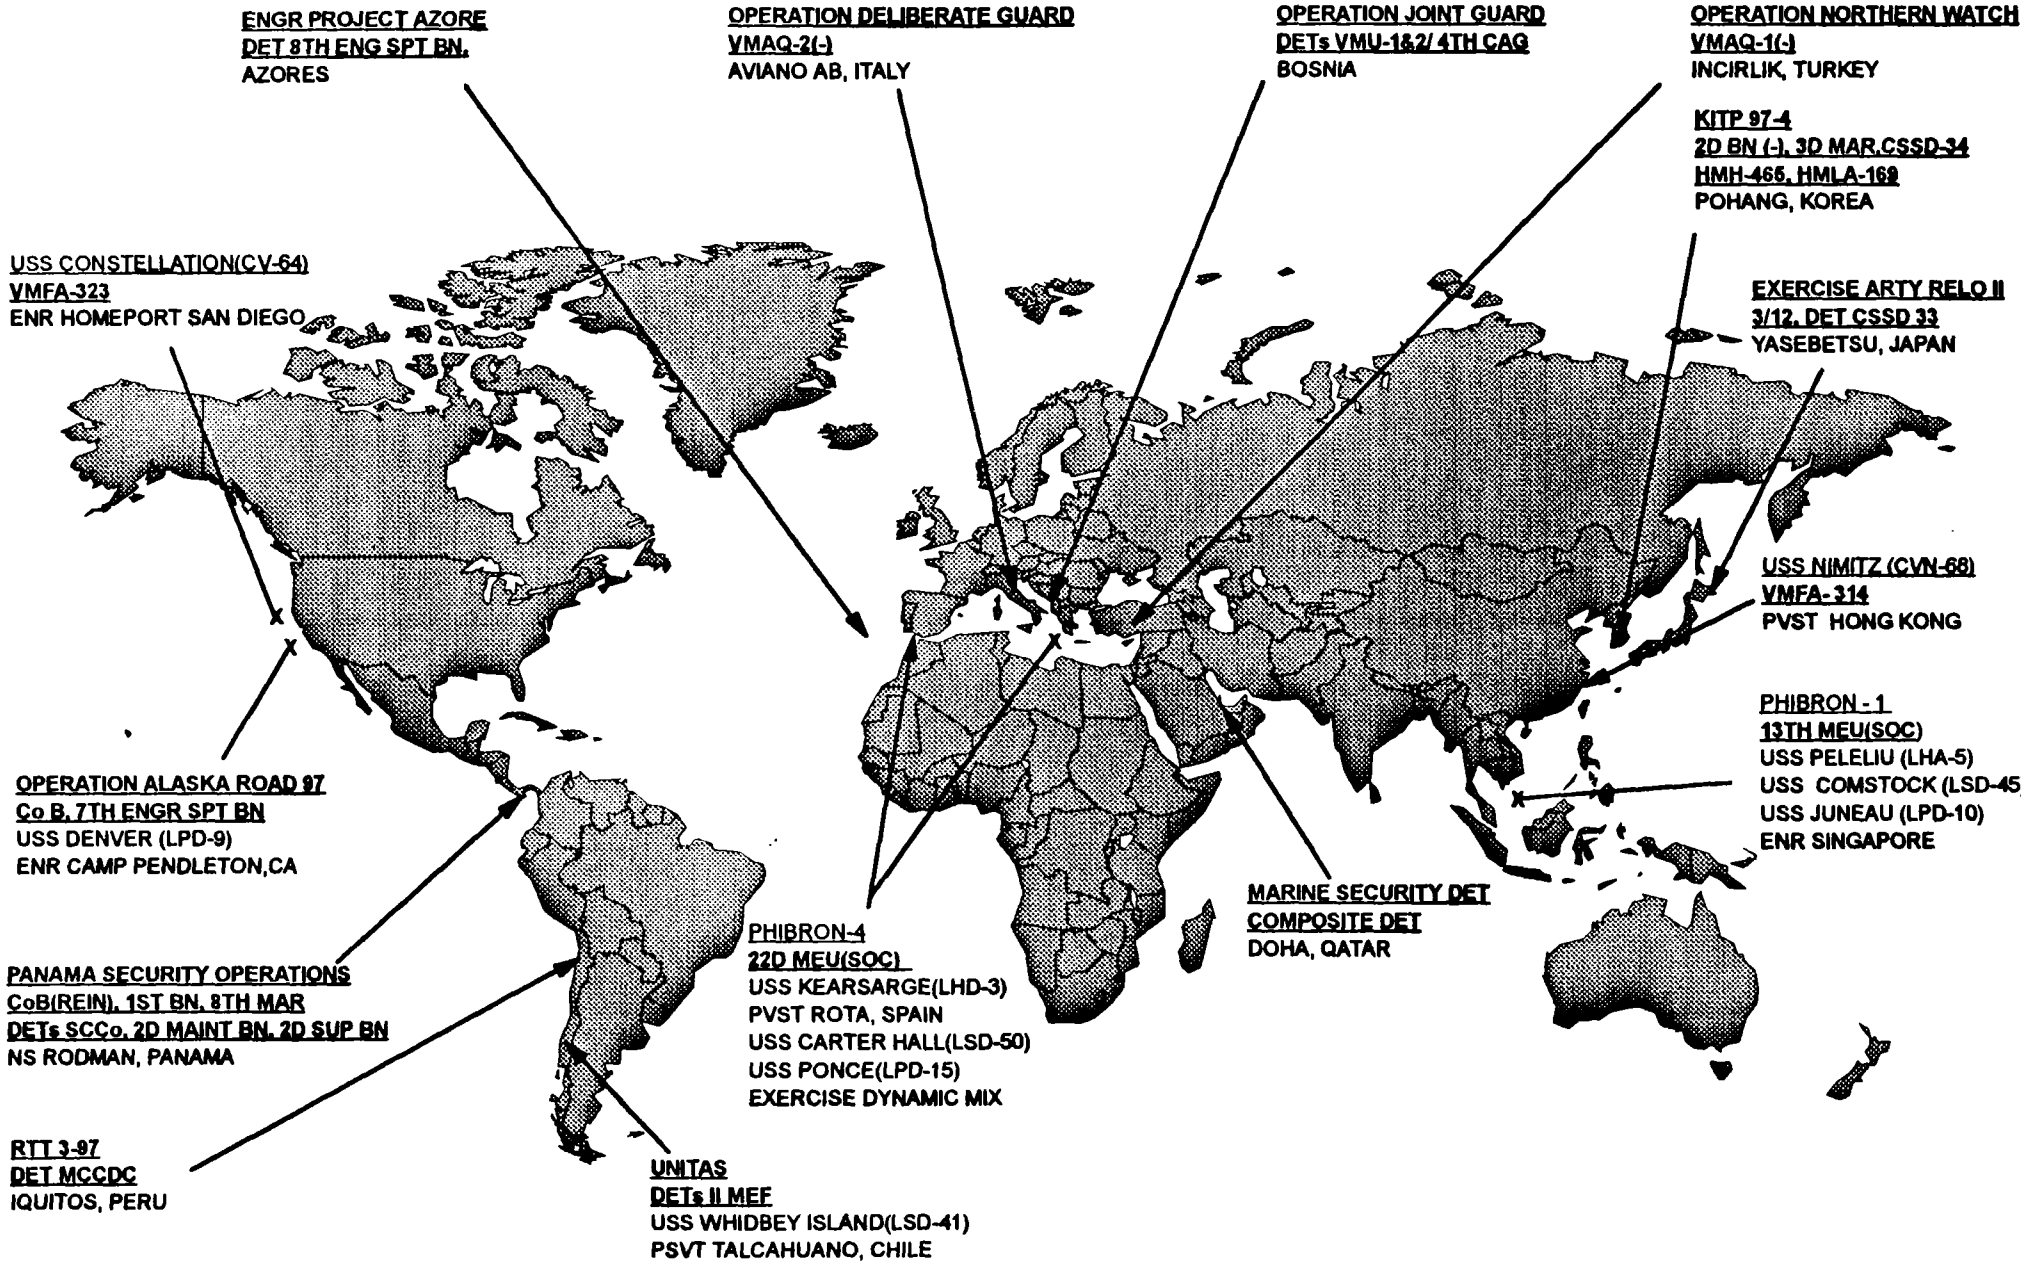 ENGR PROJECT AZORE
DET 8TH ENG SPT BN.
AZORES
OPERATION DELIBERATE GUARD
VMAQ-2(-)
AVIANO AB, ITALY
OPERATION JOINT GUARD
DETs VMU-1&2/ 4TH CAG
BOSNIA
OPERATION NORTHERN WATCH
VMAQ-1(-)
INCIRLIK, TURKEY
KITP 97-4
2D BN (-), 3D MAR,CSSD-34
HMH-465, HMLA-169
POHANG, KOREA
USS CONSTELLATION(CV-64)
VMFA-323
ENR HOMEPORT SAN DIEGO
EXERCISE ARTY RELO II
3/12, DET CSSD 33
YASEBETSU, JAPAN
USS NIMITZ (CVN-68)
VMFA- 314
PVST HONG KONG
PHIBRON - 1
13TH MEU(SOC)
USS PELELIU (LHA-5)
USS COMSTOCK (LSD-45
USS JUNEAU (LPD-10)
ENR SINGAPORE
OPERATION ALASKA ROAD 97
Co B, 7TH ENGR SPT BN
USS DENVER (LPD-9)
ENR CAMP PENDLETON,CA
MARINE SECURITY DET
COMPOSITE DET
DOHA, QATAR
PHIBRON-4
22D MEU(SOC)
USS KEARSARGE(LHD-3)
PVST ROTA, SPAIN
USS CARTER HALL(LSD-50)
USS PONCE(LPD-15)
EXERCISE DYNAMIC MIX
PANAMA SECURITY OPERATIONS
CoB(REIN), 1ST BN, 8TH MAR
DETs SCCo, 2D MAINT BN, 2D SUP BN
NS RODMAN, PANAMA
RTT 3-97
DET MCCDC
IQUITOS, PERU
UNITAS
DETs II MEF
USS WHIDBEY ISLAND(LSD-41)
PSVT TALCAHUANO, CHILE